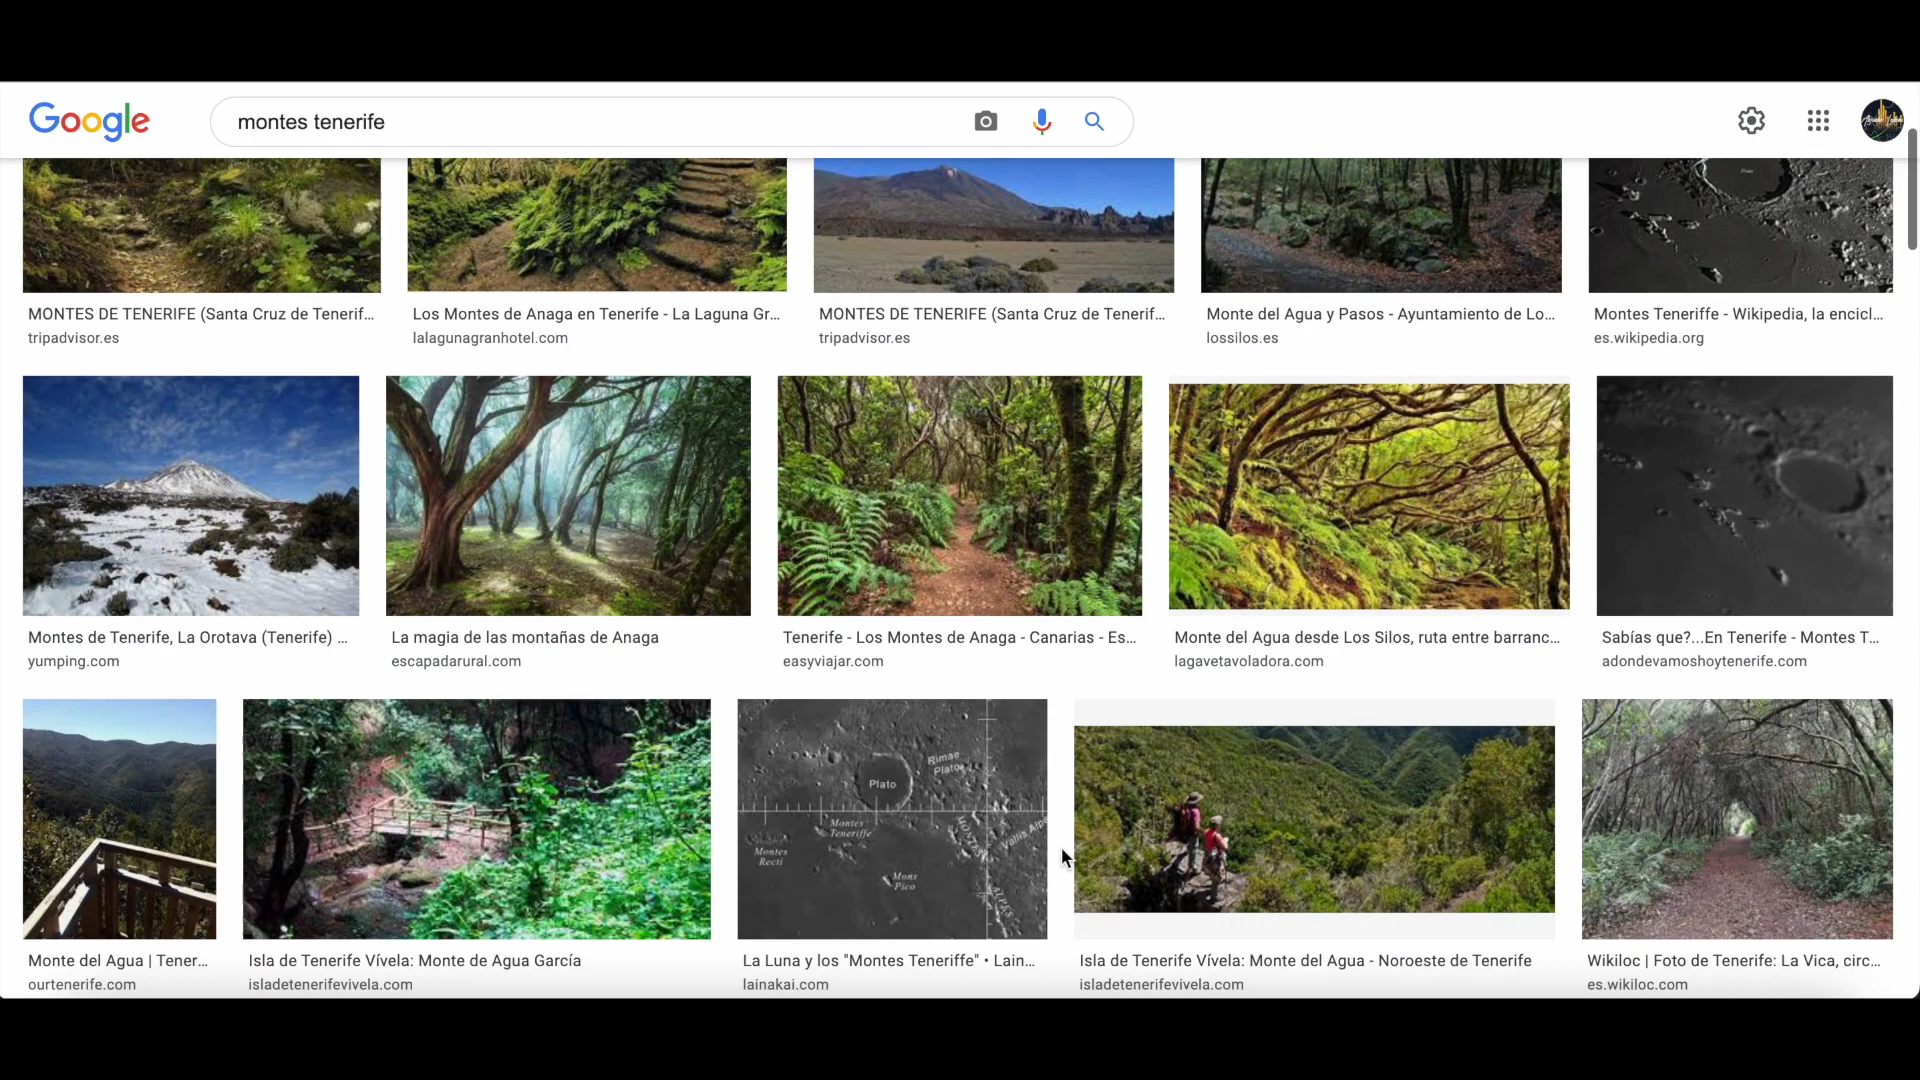 Google
montes tenerife
Plato
MONTES DE TENERIFE (Santa Cruz de Tenerif...
tripadvisor.es
Los Montes de Anaga en Tenerife - La Laguna Gr...
lalagunagranhotel.com
MONTES DE TENERIFE (Santa Cruz de Tenerif...
tripadvisor.es
Monte del Agua y Pasos - Ayuntamiento de Lo...
lossilos.es
Montes Teneriffe - Wikipedia, la encicl...
es.wikipedia.org
Montes de Tenerife, La Orotava (Tenerife) ...
yumping.com
La magia de las montañas de Anaga
escapadarural.com
Tenerife - Los Montes de Anaga - Canarias - Es...
easyviajar.com
Monte del Agua desde Los Silos, ruta entre barranc...
lagavetavoladora.com
Sabías que?...En Tenerife - Montes T...
adondevamoshoytenerife.com
Rimae
Plato
Plato
Montes
Teneriffe
Montes
Recti
MONTES
Vallis Alpe
Mons
Pico
ALPES
Monte del Agua | Tener...
ourtenerife.com
Isla de Tenerife Vívela: Monte de Agua García
isladetenerifevivela.com
La Luna y los "Montes Teneriffe" • Lain...
lainakai.com
Isla de Tenerife Vívela: Monte del Agua - Noroeste de Tenerife
isladetenerifevivela.com
Wikiloc | Foto de Tenerife: La Vica, circ...
es.wikiloc.com